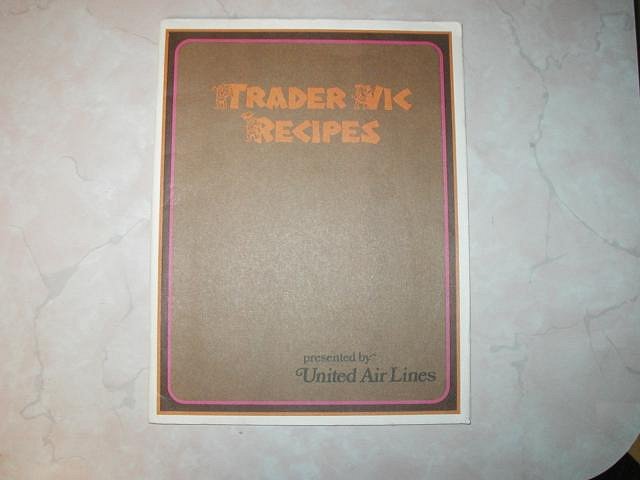 TRADER VIC
RECIPES
presented by
United Air Lines